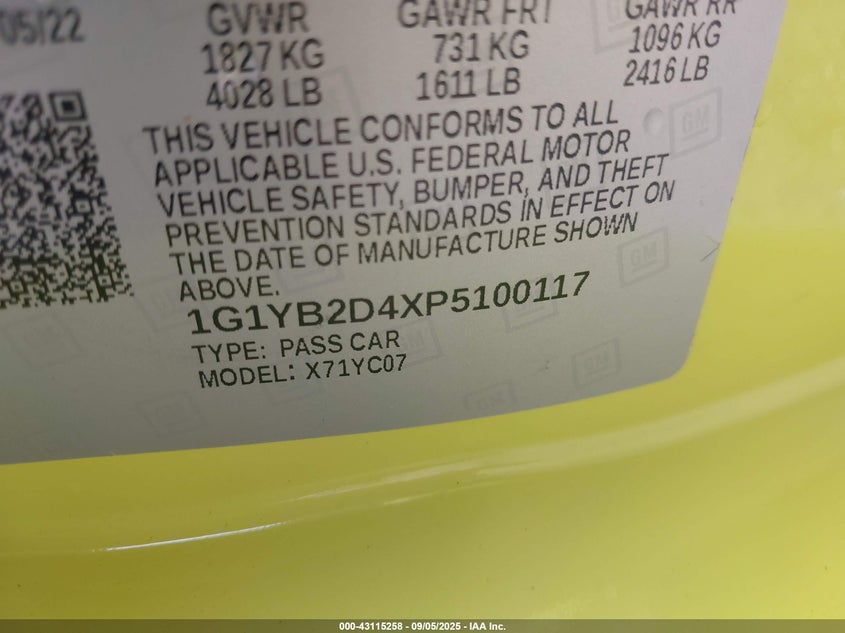 05/22
GVWR
GAWR FRT
GAWR RR
1827 KG
731 KG
1096 KG
4028 LB
1611 LB
2416 LB
THIS VEHICLE CONFORMS TO ALL
APPLICABLE U.S. FEDERAL MOTOR
VEHICLE SAFETY, BUMPER, AND THEFT
PREVENTION STANDARDS IN EFFECT ON
THE DATE OF MANUFACTURE SHOWN
ABOVE.
1G1YB2D4XP5100117
TYPE: PASS CAR
MODEL: X71YC07
GM
GM
000-43115258 - 09/05/2025 - IAA Inc.